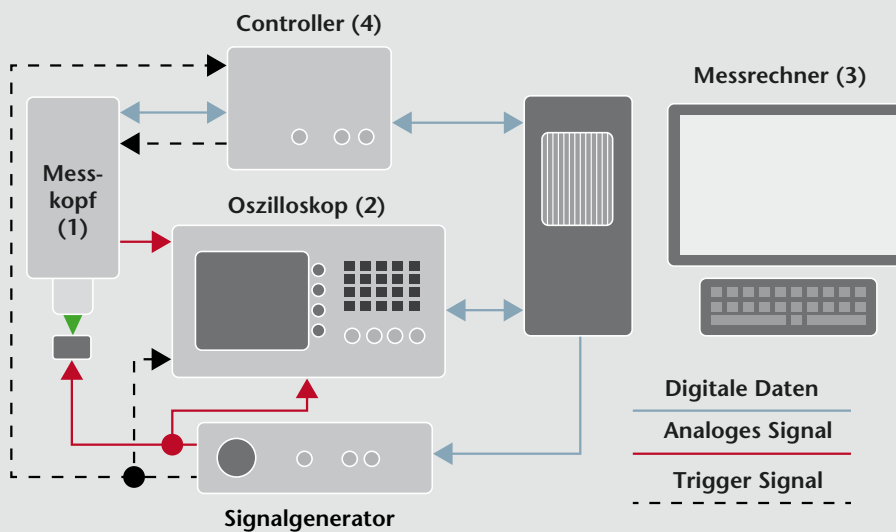 Controller (4)
Messrechner (3)
Mess-
kopf
(1)
Oszilloskop (2)
Digitale Daten
Analoges Signal
Trigger Signal
Signalgenerator